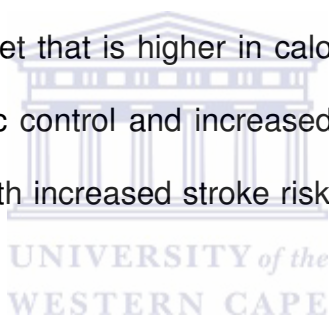 et that is higher in calo
c control and increased
th increased stroke risk
UNIVERSITY of the
WESTERN CAPE